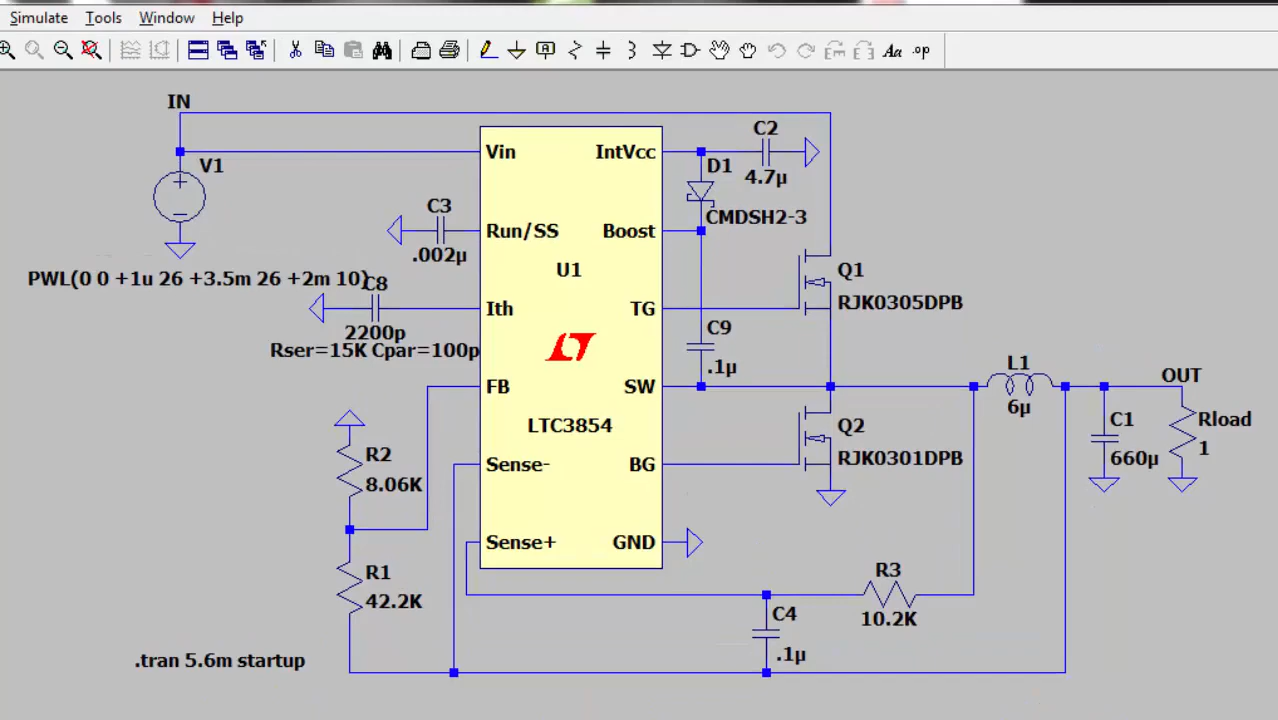 Simulate Tools Window Help
Aa .op
IN
V1
PWL(0 0 +1u 26 +3.5m 26 +2m 10)
C3
.002µ
C8
2200p
Rser=15K Cpar=100p
Vin
IntVcc
Run/SS
Boost
U1
Ith
TG
FB
SW
LTC3854
Sense-
BG
Sense+
GND
C2
4.7µ
D1
CMDSH2-3
Q1
RJK0305DPB
C9
.1µ
Q2
RJK0301DPB
L1
6µ
OUT
C1
660µ
Rload
1
R2
8.06K
R1
42.2K
R3
10.2K
C4
.1µ
.tran 5.6m startup